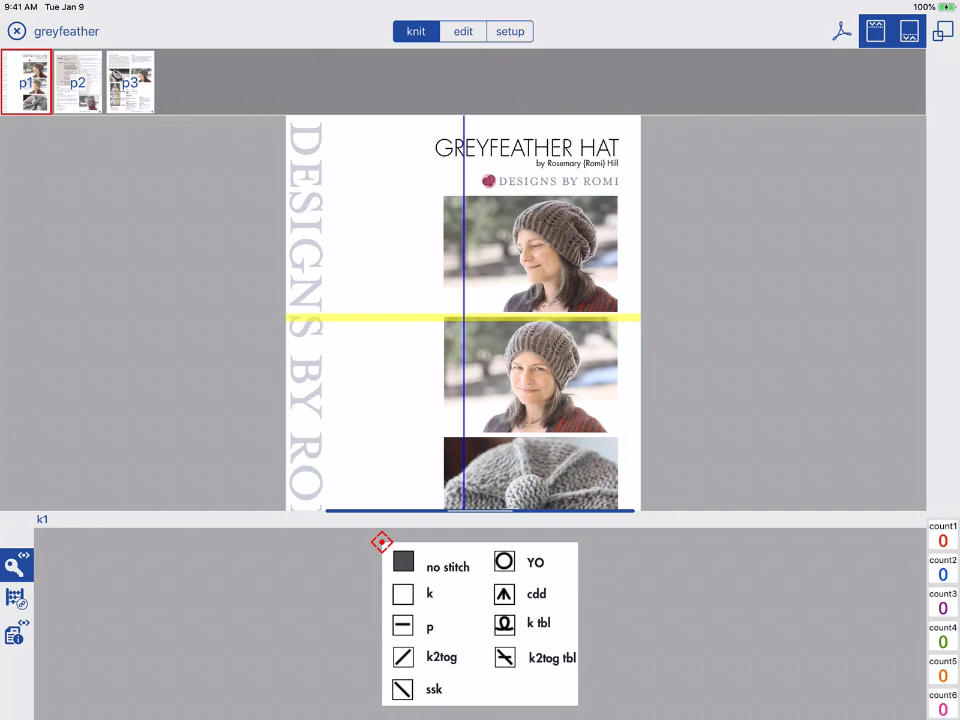 9:41 AM Tue Jan 9
100%
greyfeather
knit
edit
setup
p1
p2
p3
DESIGNS BY RO
GREYFEATHER HAT
by Rosemary (Romi) Hill
DESIGNS BY ROMI
k1
no stitch
YO
k
cdd
p
k tbl
k2tog
k2tog tbl
ssk
count1
0
count2
0
count3
0
count4
0
count5
0
count6
0